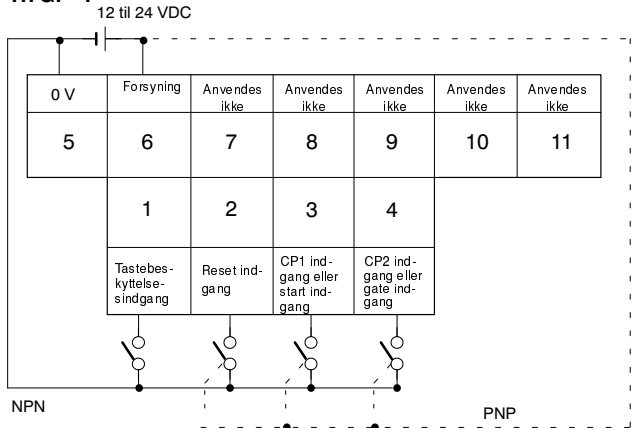 12 til 24 VDC
0 V
Forsyning
Anvendes
ikke
Anvendes
ikke
Anvendes
ikke
Anvendes
ikke
Anvendes
ikke
5
6
7
8
9
10
11
1
2
3
4
Tastebes-
kyttelse-
sindgang
Reset ind-
gang
CP1 ind-
gang eller
start ind-
gang
CP2 ind-
gang eller
gate ind-
gang
NPN
PNP